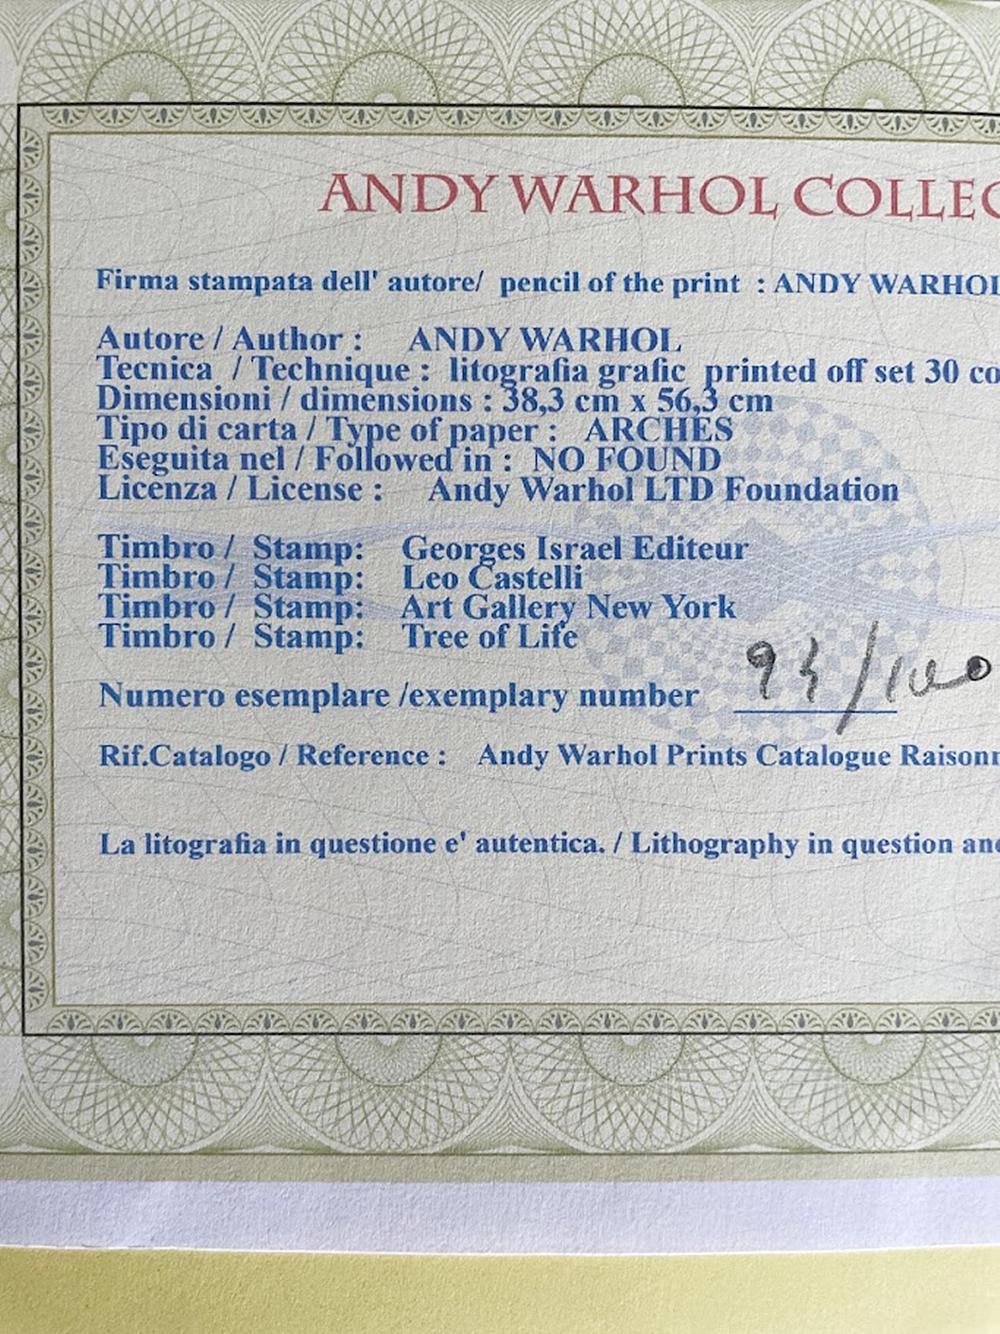 ANDY WARHOL COLLEC
Firma stampata dell' autore/ pencil of the print : ANDY WARHOL
Autore / Author : ANDY WARHOL
Tecnica / Technique : litografia grafic printed off set 30 co
Dimensioni / dimensions : 38,3 cm x 56,3 cm
Tipo di carta / Type of paper : ARCHES
Eseguita nel / Followed in : NO FOUND
Licenza / License : Andy Warhol LTD Foundation
Timbro / Stamp: Georges Israel Editeur
Timbro / Stamp: Leo Castelli
Timbro / Stamp: Art Gallery New York
Timbro / Stamp: Tree of Life
Numero esemplare /exemplary number 93/100
Rif.Catalogo / Reference : Andy Warhol Prints Catalogue Raisonn
La litografia in questione e' autentica. / Lithography in question and